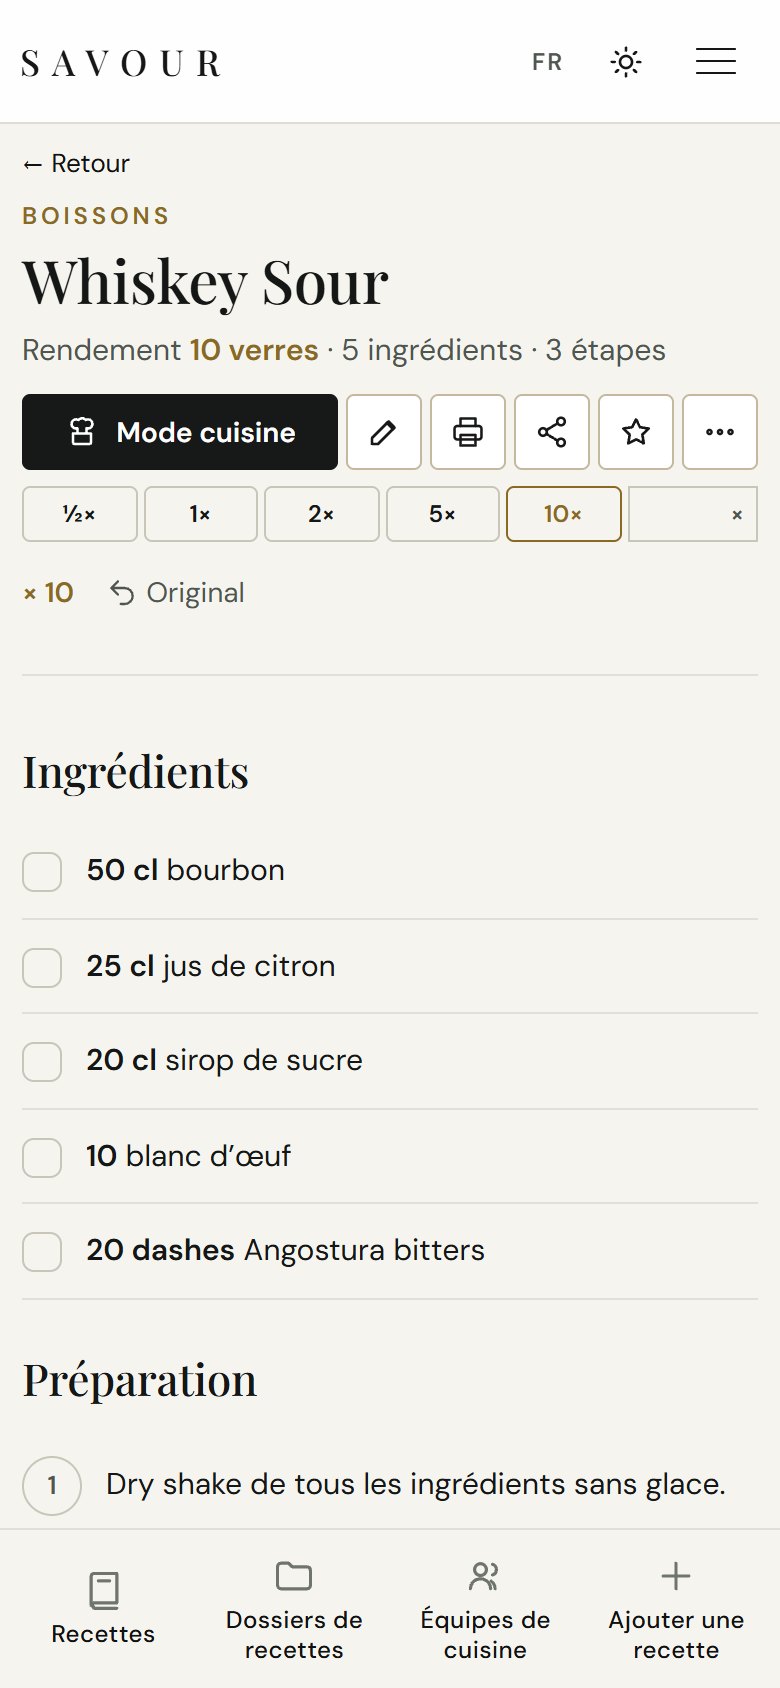 SAVOUR
FR
← Retour
BOISSONS
Whiskey Sour
Rendement 10 verres · 5 ingrédients · 3 étapes
Mode cuisine
½×
1×
2×
5×
10×
×
× 10
Original
Ingrédients
50 cl bourbon
25 cl jus de citron
20 cl sirop de sucre
10 blanc d’œuf
20 dashes Angostura bitters
Préparation
1
Dry shake de tous les ingrédients sans glace.
Recettes
Dossiers de
recettes
Équipes de
cuisine
Ajouter une
recette